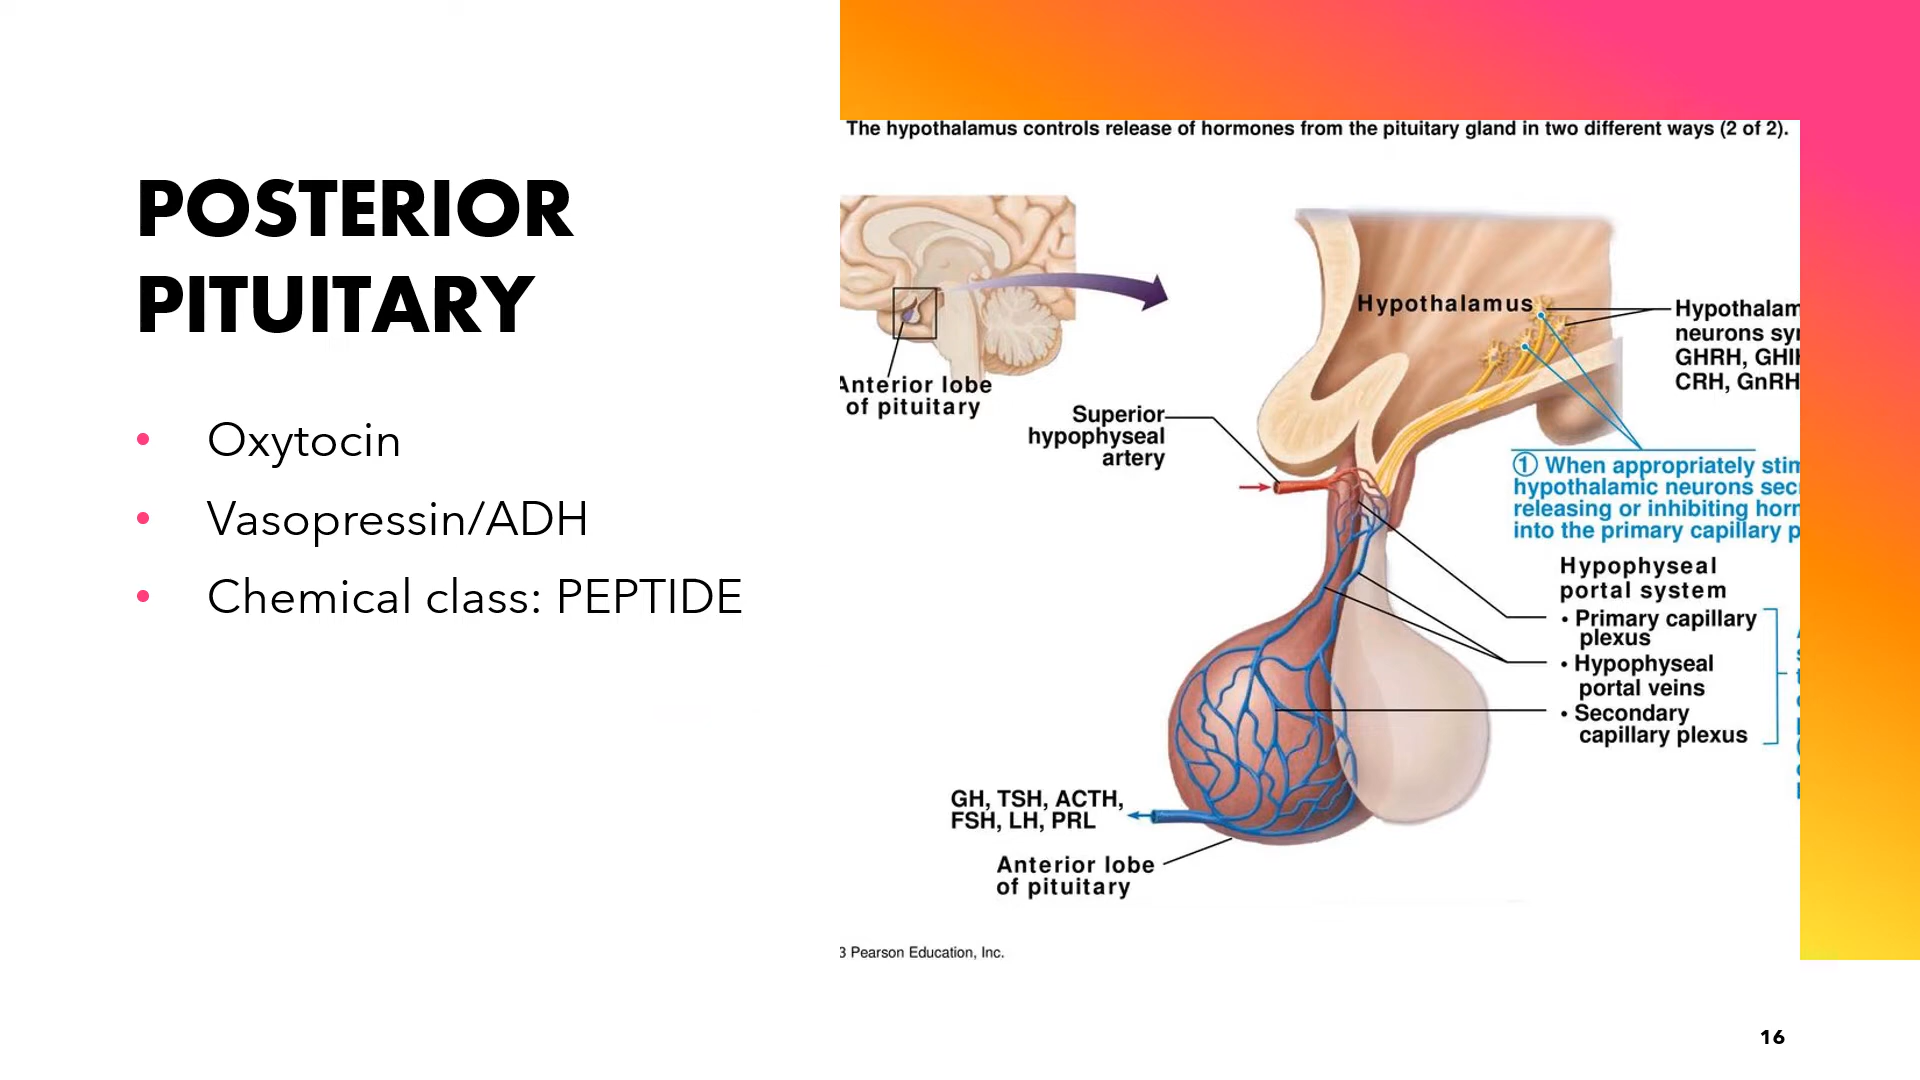 POSTERIOR
PITUITARY
• Oxytocin
• Vasopressin/ADH
• Chemical class: PEPTIDE
The hypothalamus controls release of hormones from the pituitary gland in two different ways (2 of 2).
Anterior lobe
of pituitary
Superior
hypophyseal
artery
Hypothalamus
Hypothalam
neurons
GHRH,
CRH, GnRH
① When appropriately
hypothalamic neurons
releasing or inhibiting
into the primary capillary
Hypophyseal
portal system
• Primary capillary
plexus
• Hypophyseal
portal veins
• Secondary
capillary plexus
GH, TSH, ACTH,
FSH, LH, PRL
Anterior lobe
of pituitary
3 Pearson Education, Inc.
16